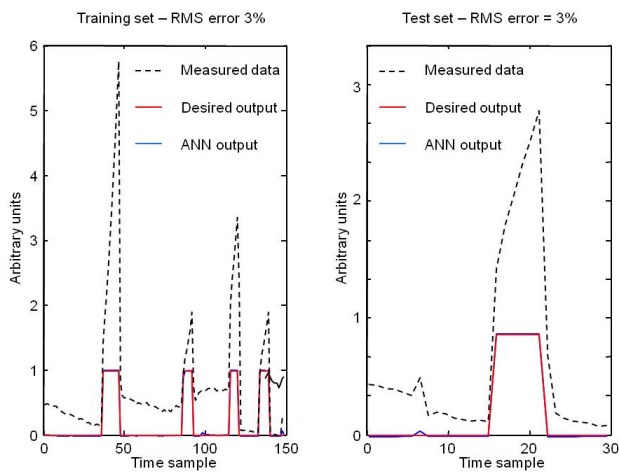 Training set – RMS error 3%
6
5
4
3
2
1
0
Arbitrary units
Measured data
Desired output
ANN output
0
50
100
150
Time sample
Test set – RMS error = 3%
3
2
1
0
Arbitrary units
Measured data
Desired output
ANN output
0
10
20
30
Time sample